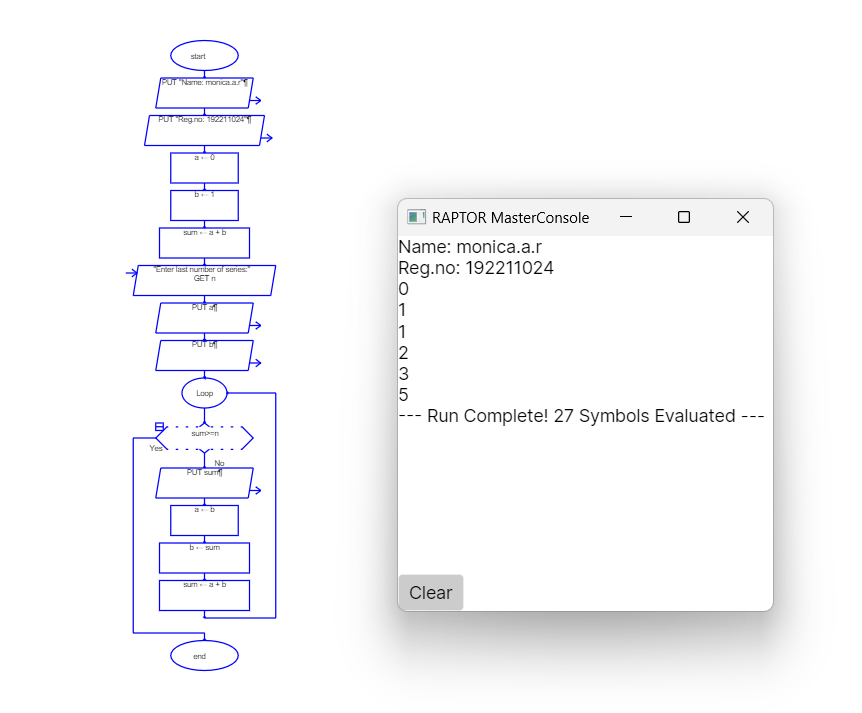 start
PUT "Name: monica.a.r"¶
PUT "Reg.no: 192211024"¶
a ← 0
b ← 1
sum ← a + b
"Enter last number of series:"
GET n
PUT a¶
PUT b¶
Loop
sum>=n
Yes
No
PUT sum¶
a ← b
b ← sum
sum ← a + b
end
RAPTOR MasterConsole
Name: monica.a.r
Reg.no: 192211024
0
1
1
2
3
5
--- Run Complete! 27 Symbols Evaluated ---
Clear